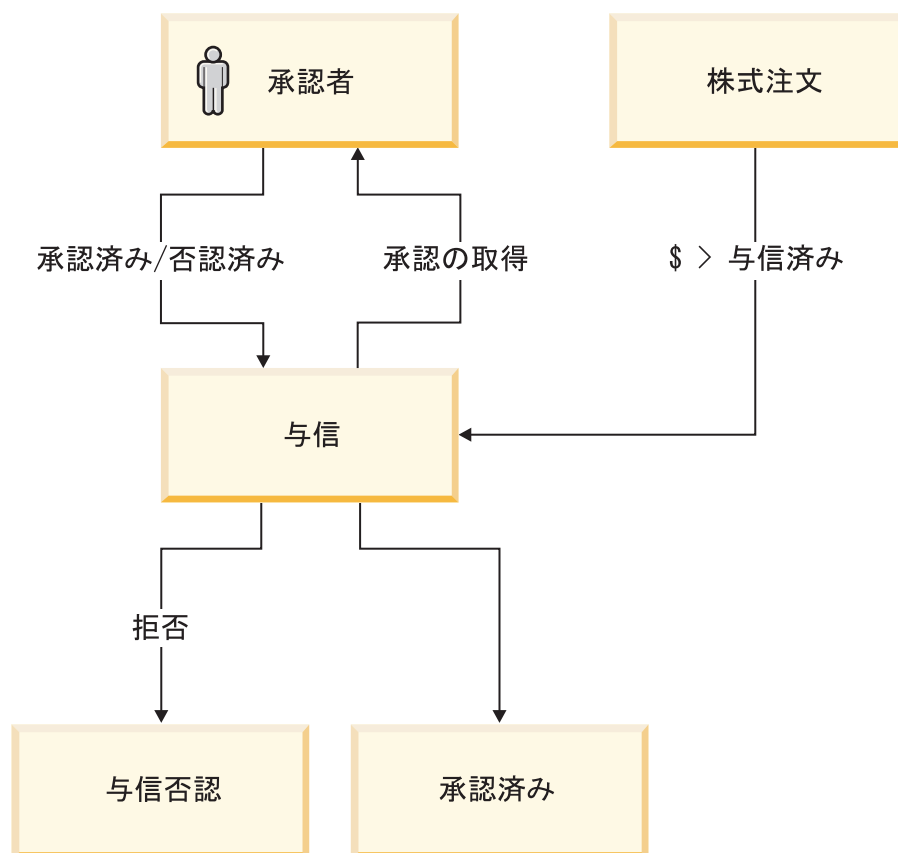 承認者
株式注文
承認済み/否認済み
承認の取得
$ > 与信済み
与信
拒否
与信否認
承認済み